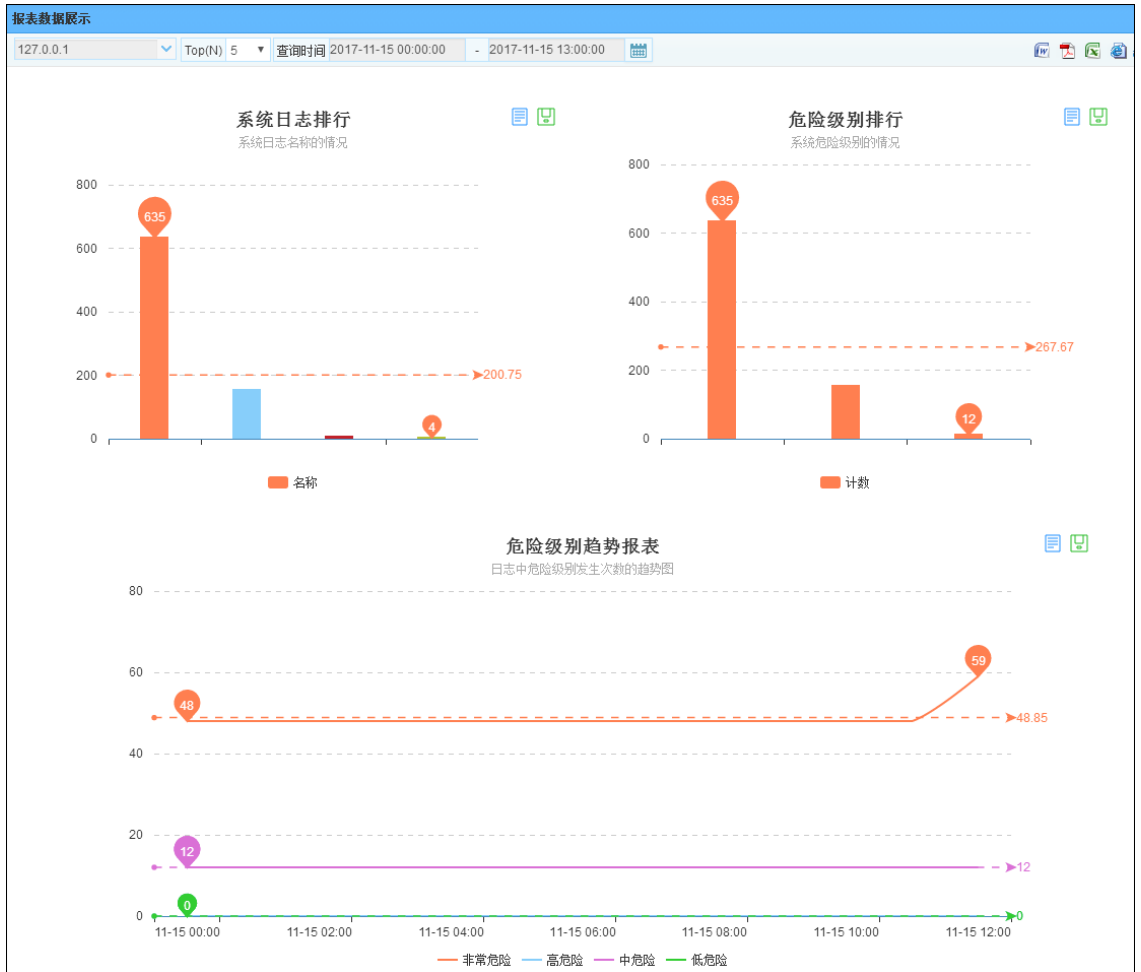 报表数据展示
127.0.0.1 Top(N) 5 查询时间 2017-11-15 00:00:00 - 2017-11-15 13:00:00
系统日志排行
系统日志名称的情况
800
600
400
200
0
635
200.75
4
名称
危险级别排行
系统危险级别的情况
800
600
400
200
0
635
267.67
12
计数
危险级别趋势报表
日志中危险级别发生次数的趋势图
80
60
40
20
0
48
59
48.85
12
12
0
0
11-15 00:00 11-15 02:00 11-15 04:00 11-15 06:00 11-15 08:00 11-15 10:00 11-15 12:00
非常危险 高危险 中危险 低危险